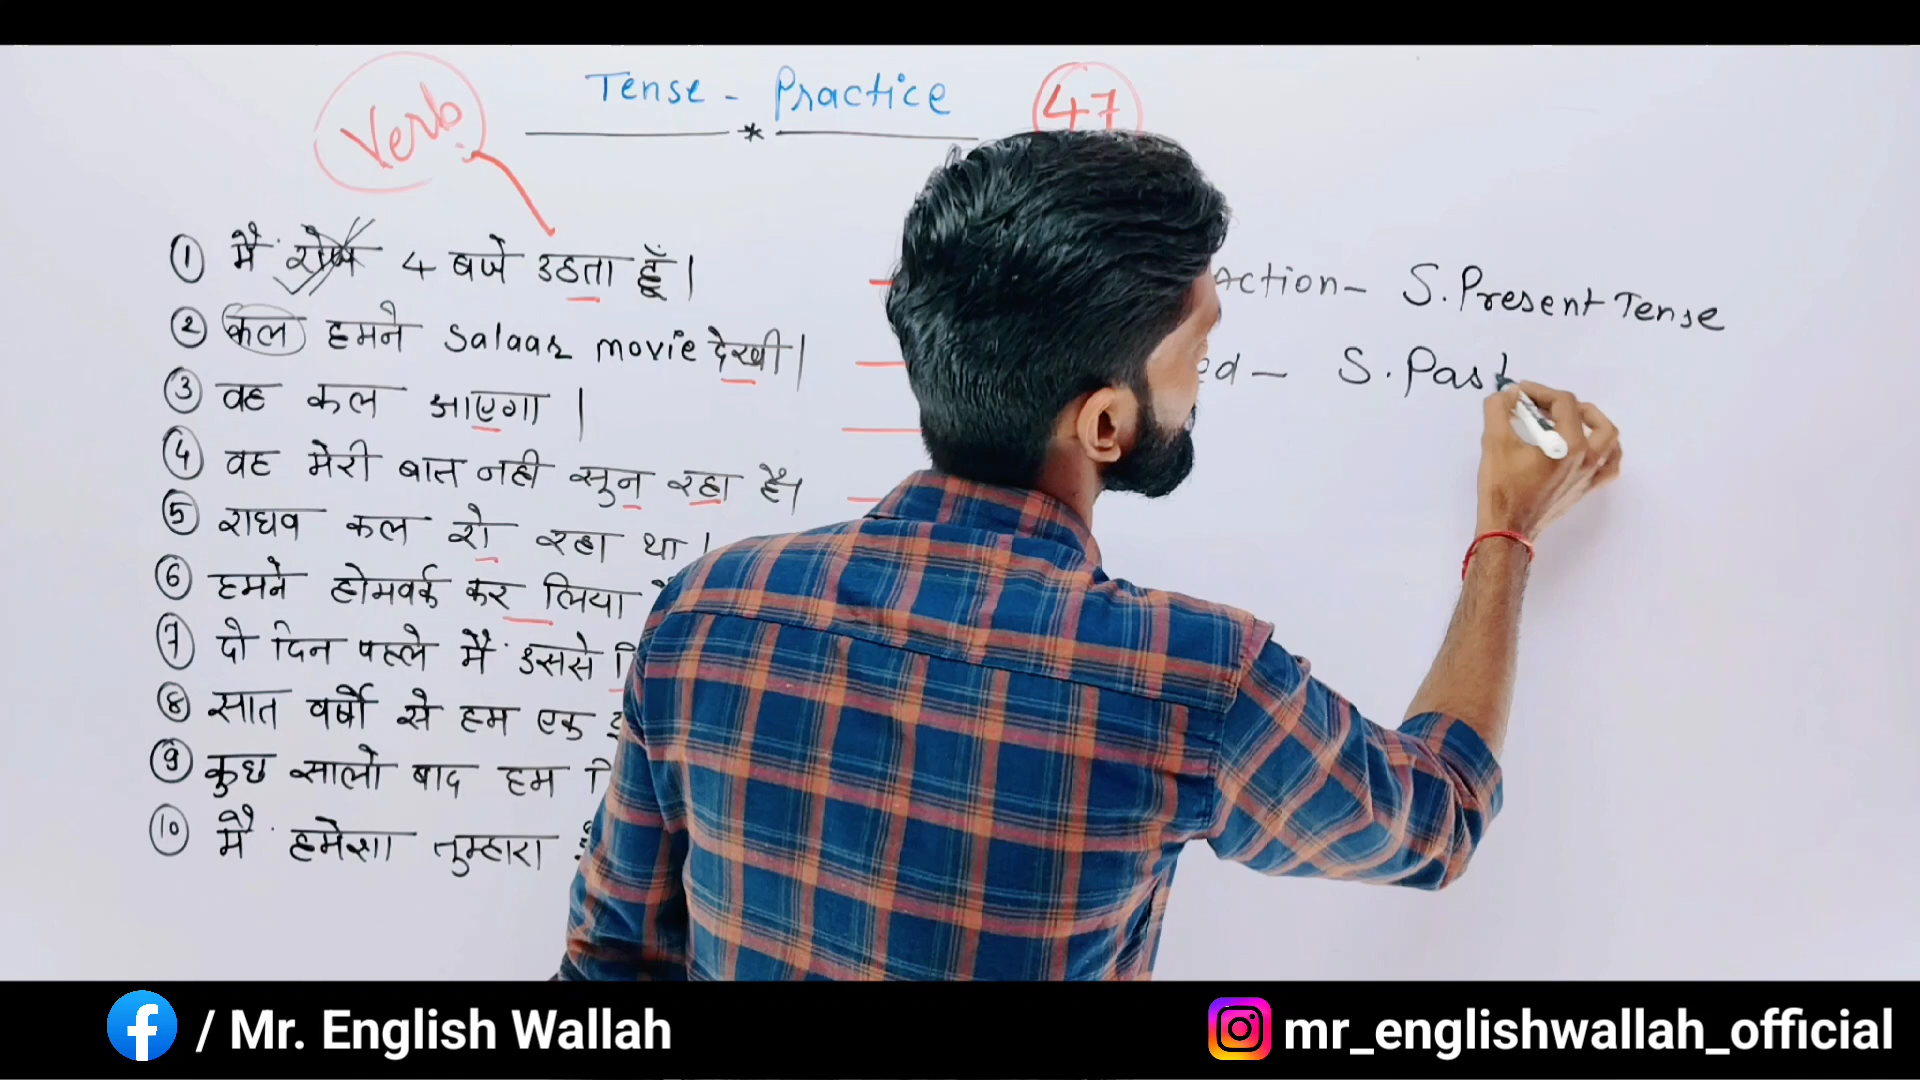 Verb
Tense - Practice 47
① मैं रोज 4 बजे उठता हूँ। Action - S. Present Tense
② कल हमने Salaar movie देखी। ed - S. Past
③ वह कल आएगा।
④ वह मेरी बात नही सुन रहा है।
⑤ राघव कल रो रहा था।
⑥ हमने होमवर्क कर लिया
⑦ दो दिन पहले मैं उससे
⑧ सात वर्षो से हम एक
⑨ कुछ सालो बाद हम
⑩ मैं हमेशा तुम्हारा
/ Mr. English Wallah mr_englishwallah_official